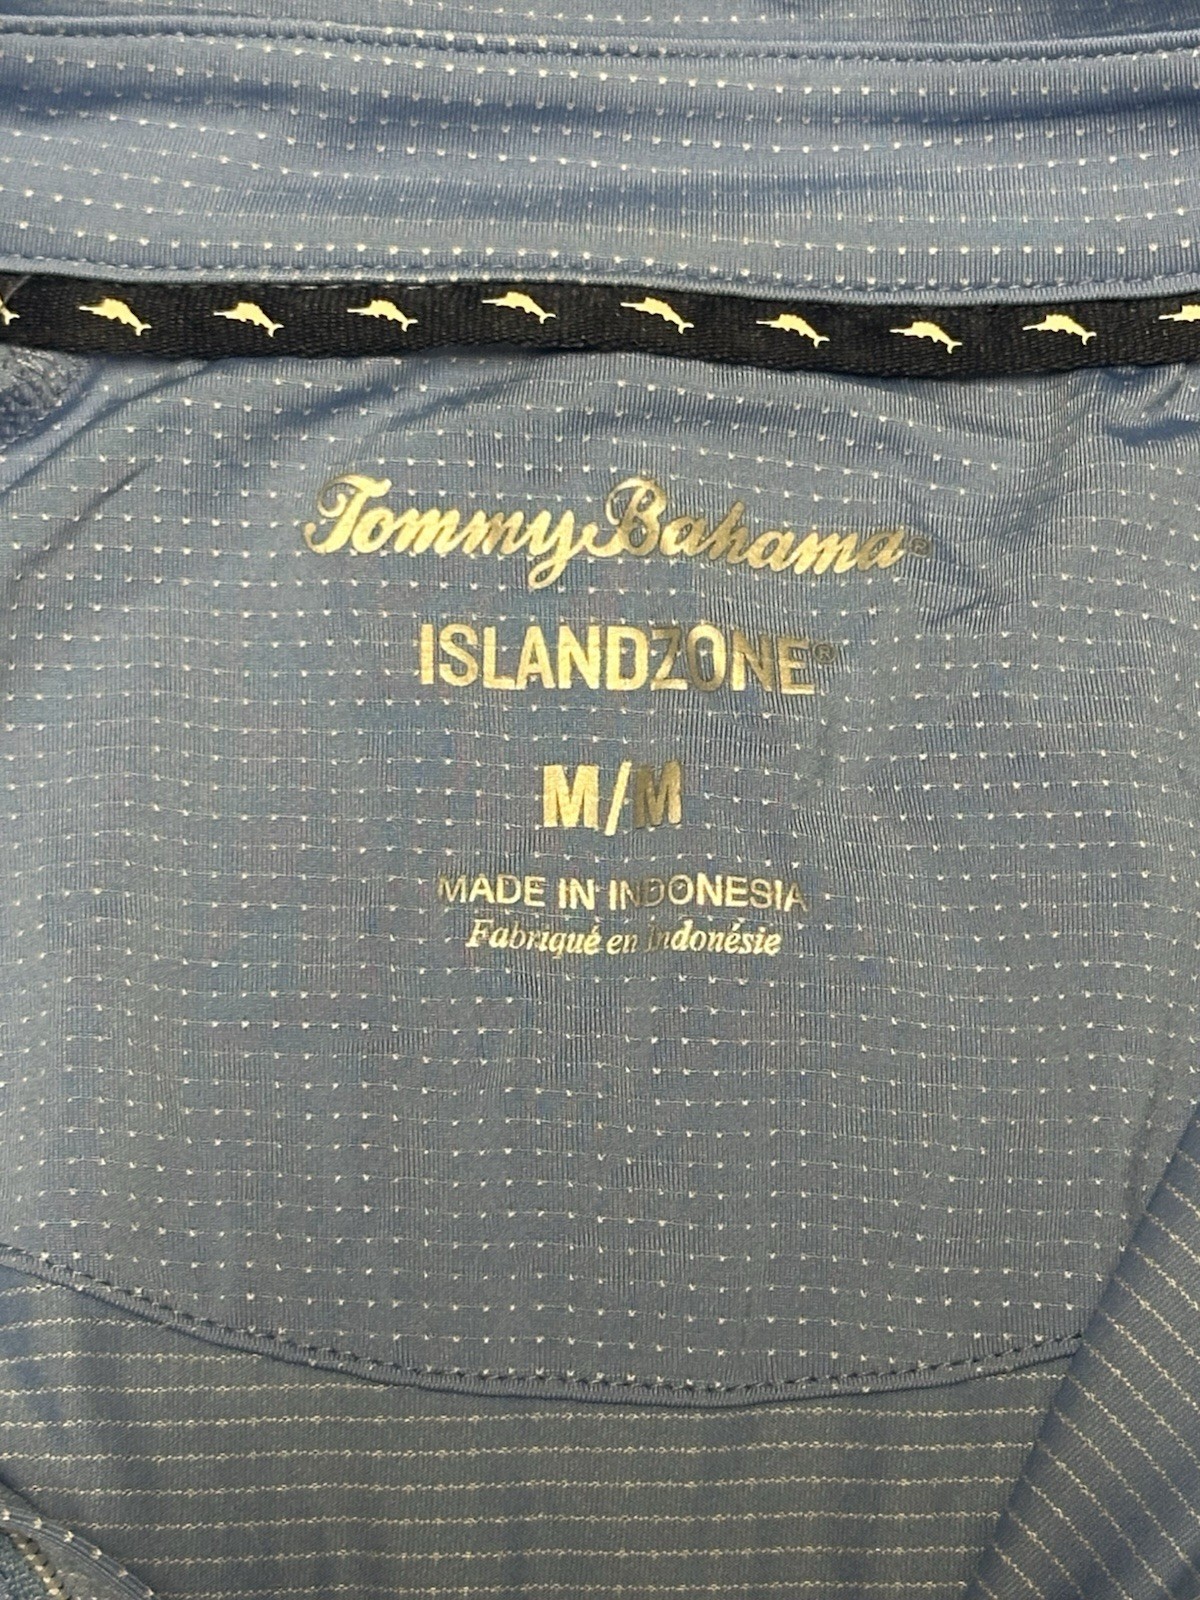 Tommy Bahama®
ISLANDZONE®
M/M
MADE IN INDONESIA
Fabriqué en Indonésie